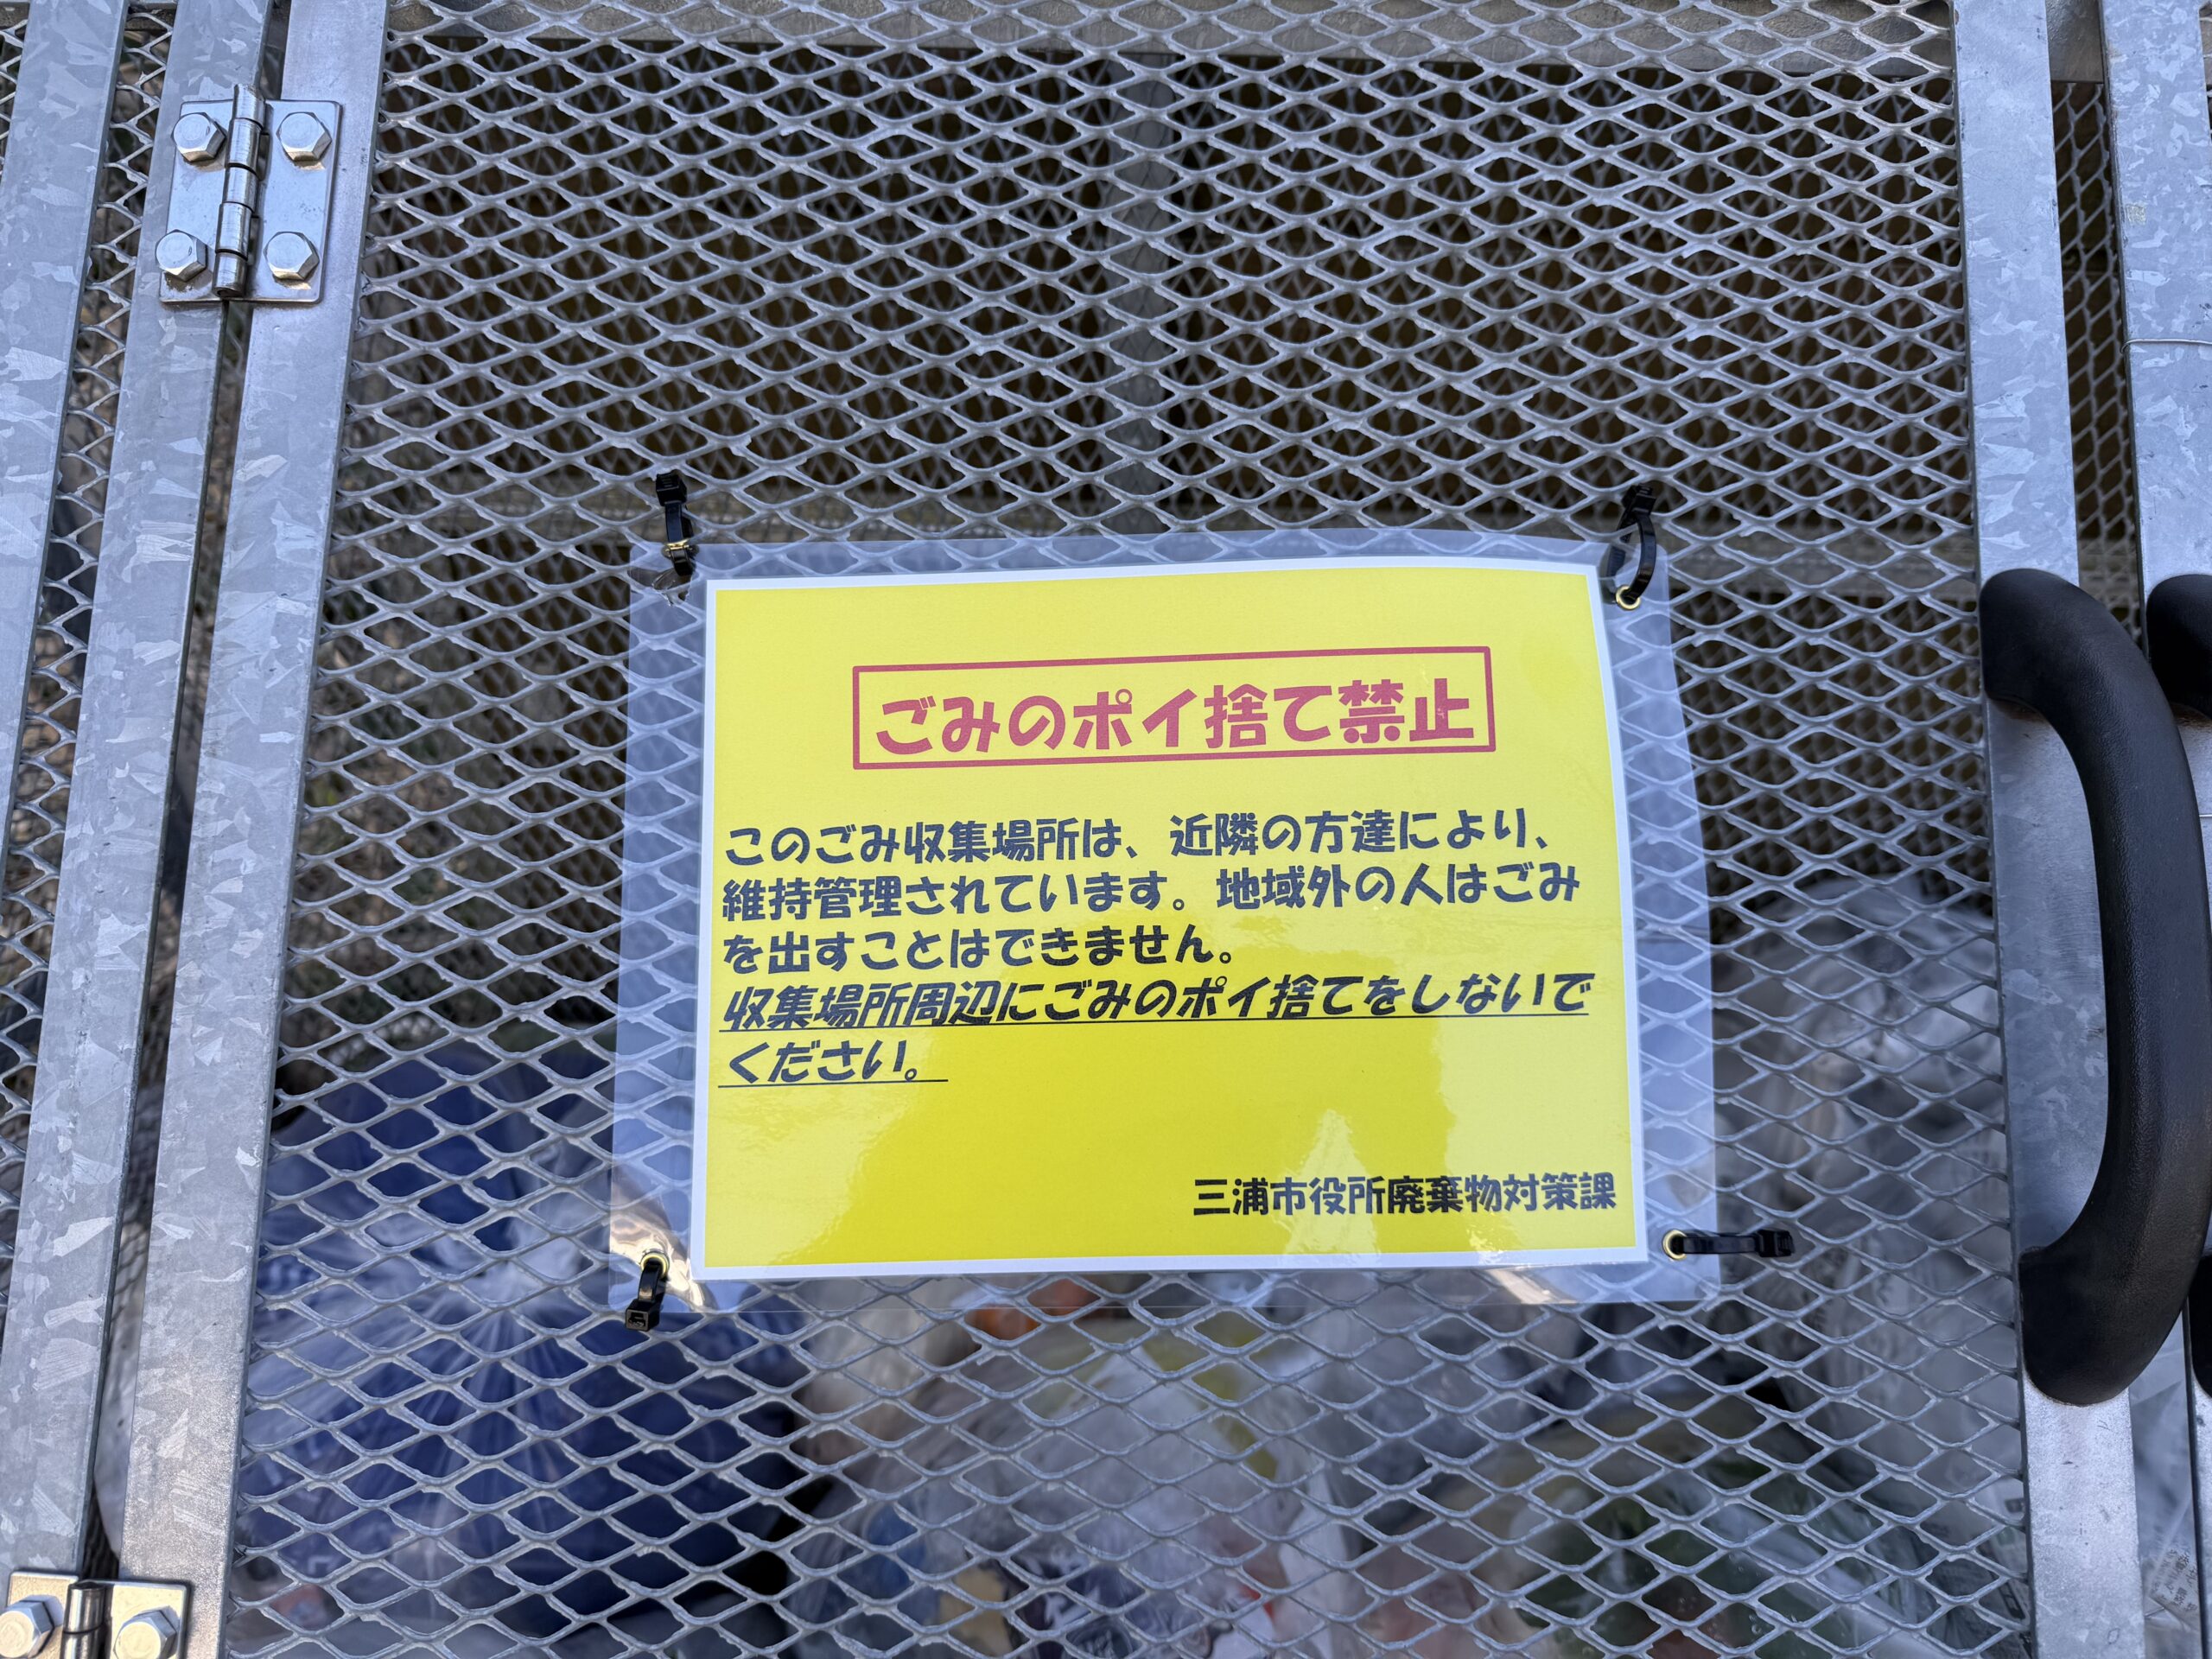 ごみのポイ捨て禁止
このごみ収集場所は、近隣の方達により、
維持管理されています。地域外の人はごみ
を出すことはできません。
収集場所周辺にごみのポイ捨てをしないで
ください。
三浦市役所廃棄物対策課